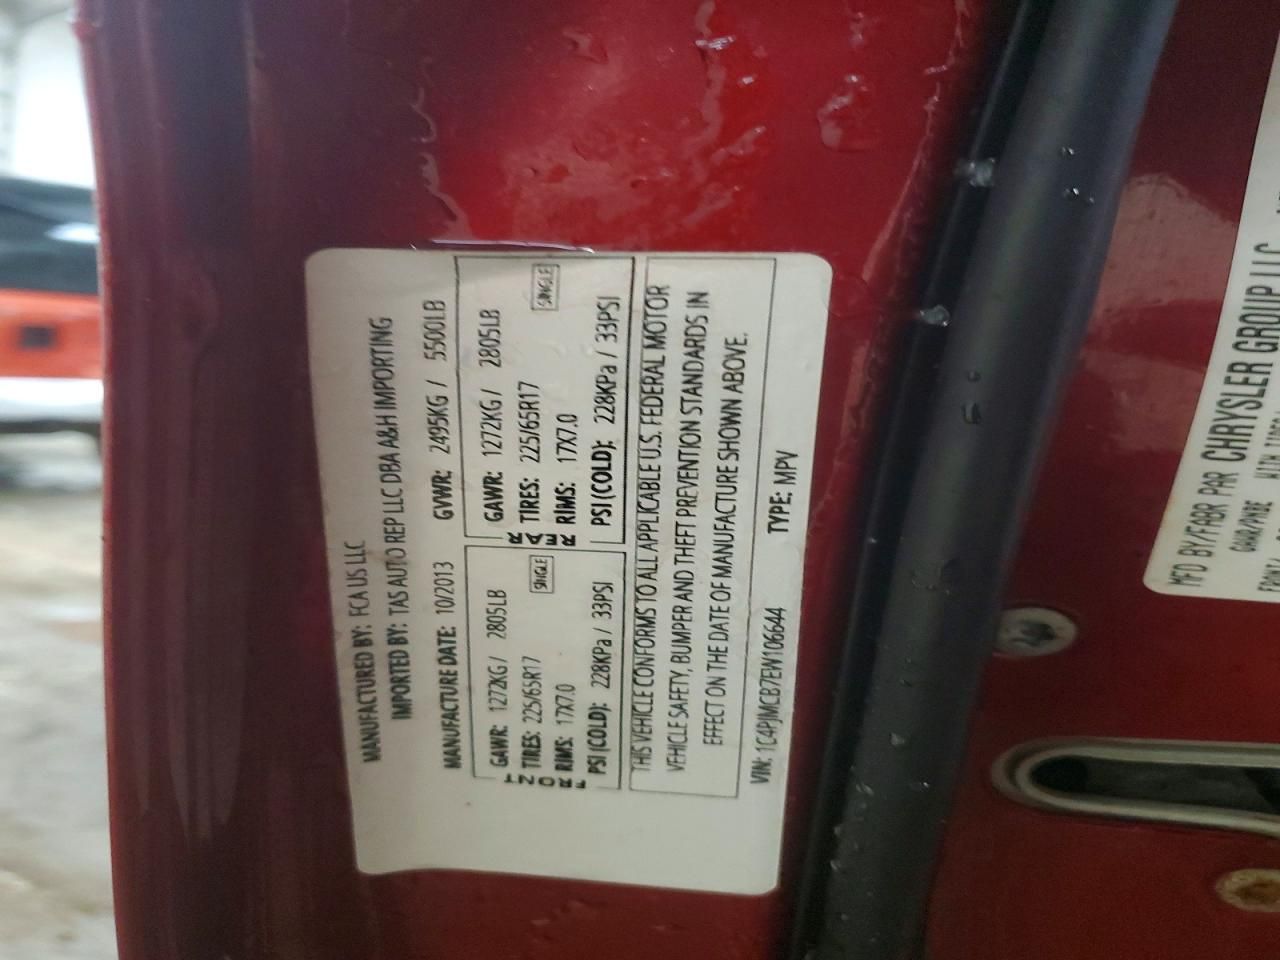 MANUFACTURED BY: FCA US LLC
IMPORTED BY: TAS AUTO REP LLC DBA A&H IMPORTING
MANUFACTURE DATE: 10/2013 GVWR: 2495KG / 5500LB
FRONT
GAWR: 1272KG / 2805LB
TIRES: 225/65R17 SINGLE
RIMS: 17X7.0
PSI (COLD): 228KPa / 33PSI
REAR
GAWR: 1272KG / 2805LB
TIRES: 225/65R17 SINGLE
RIMS: 17X7.0
PSI (COLD): 228KPa / 33PSI
THIS VEHICLE CONFORMS TO ALL APPLICABLE U.S. FEDERAL MOTOR
VEHICLE SAFETY, BUMPER AND THEFT PREVENTION STANDARDS IN
EFFECT ON THE DATE OF MANUFACTURE SHOWN ABOVE.
VIN: 1C4PJMCB7EW106644 TYPE: MPV
MFD BY/FABR PAR CHRYSLER GROUP LLC
GAWR/PNBE WITH